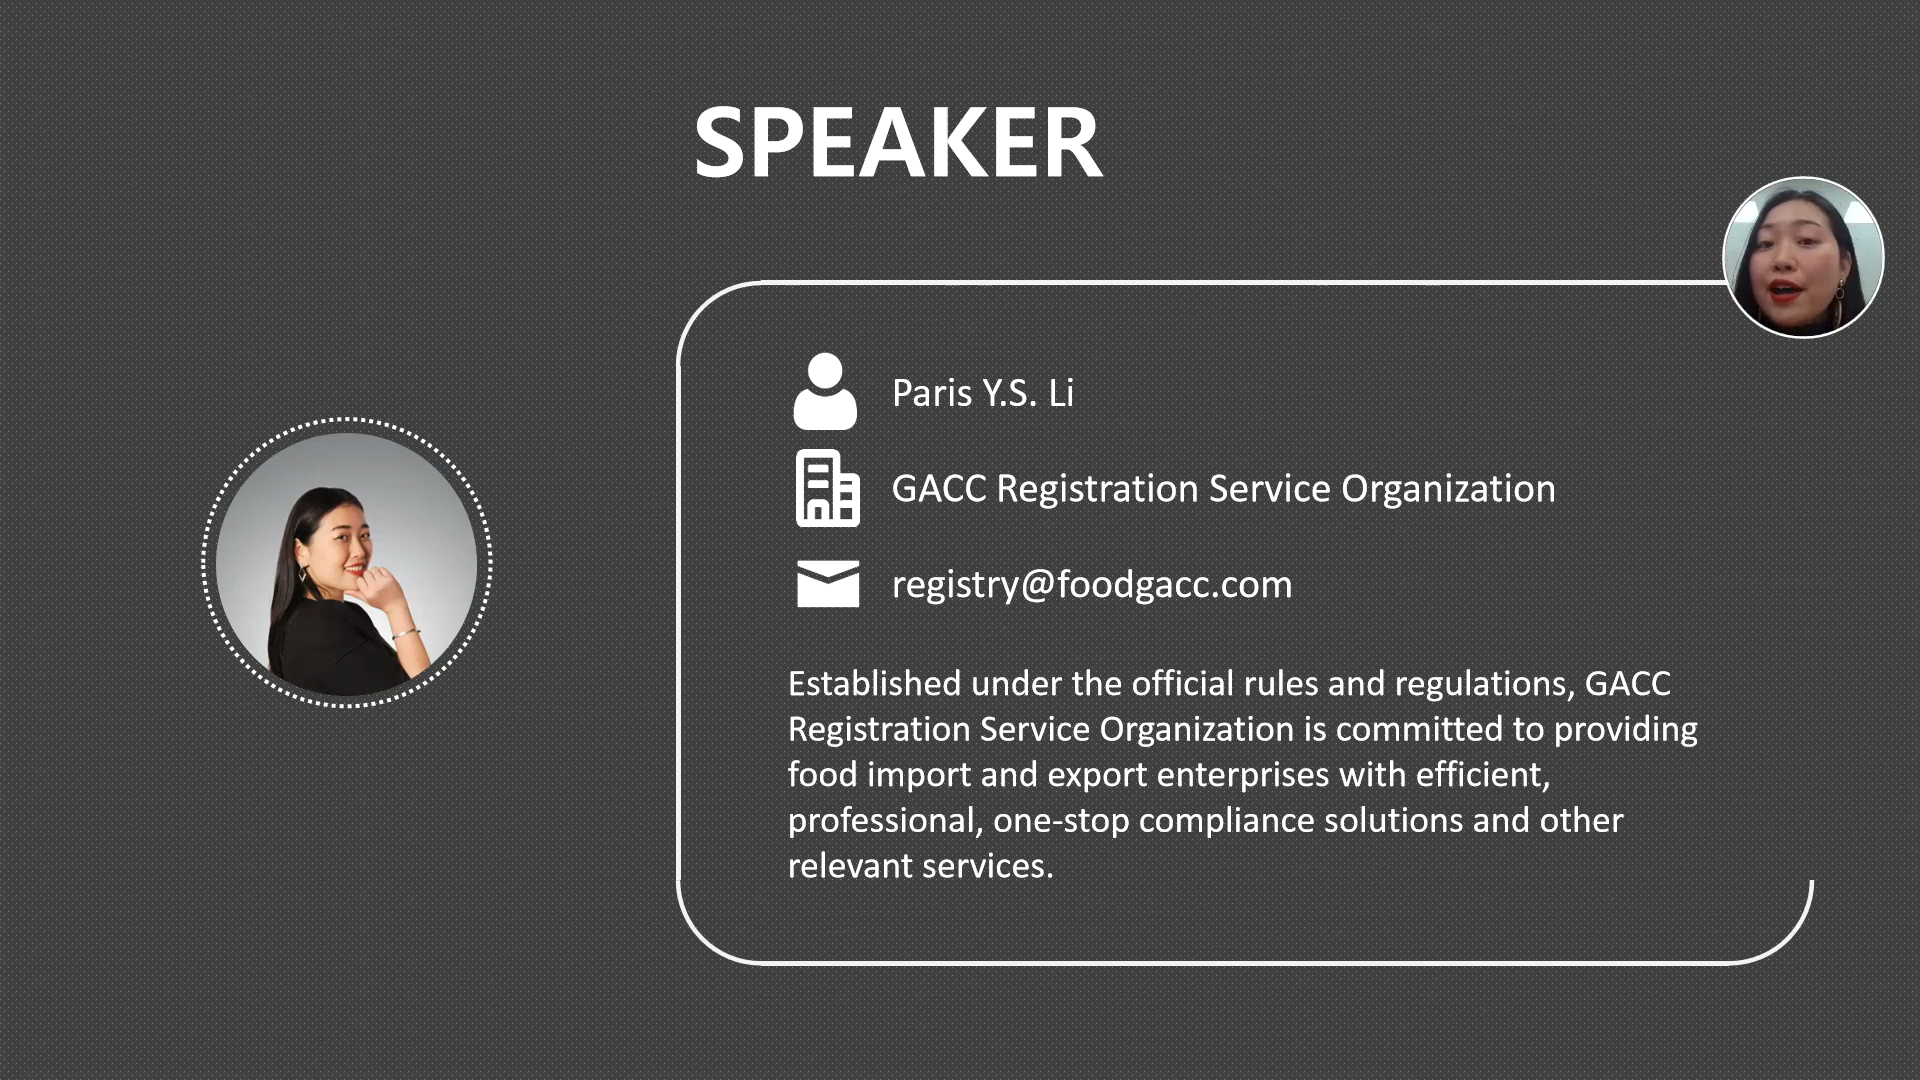 SPEAKER
Paris Y.S. Li
GACC Registration Service Organization
registry@foodgacc.com
Established under the official rules and regulations, GACC
Registration Service Organization is committed to providing
food import and export enterprises with efficient,
professional, one-stop compliance solutions and other
relevant services.